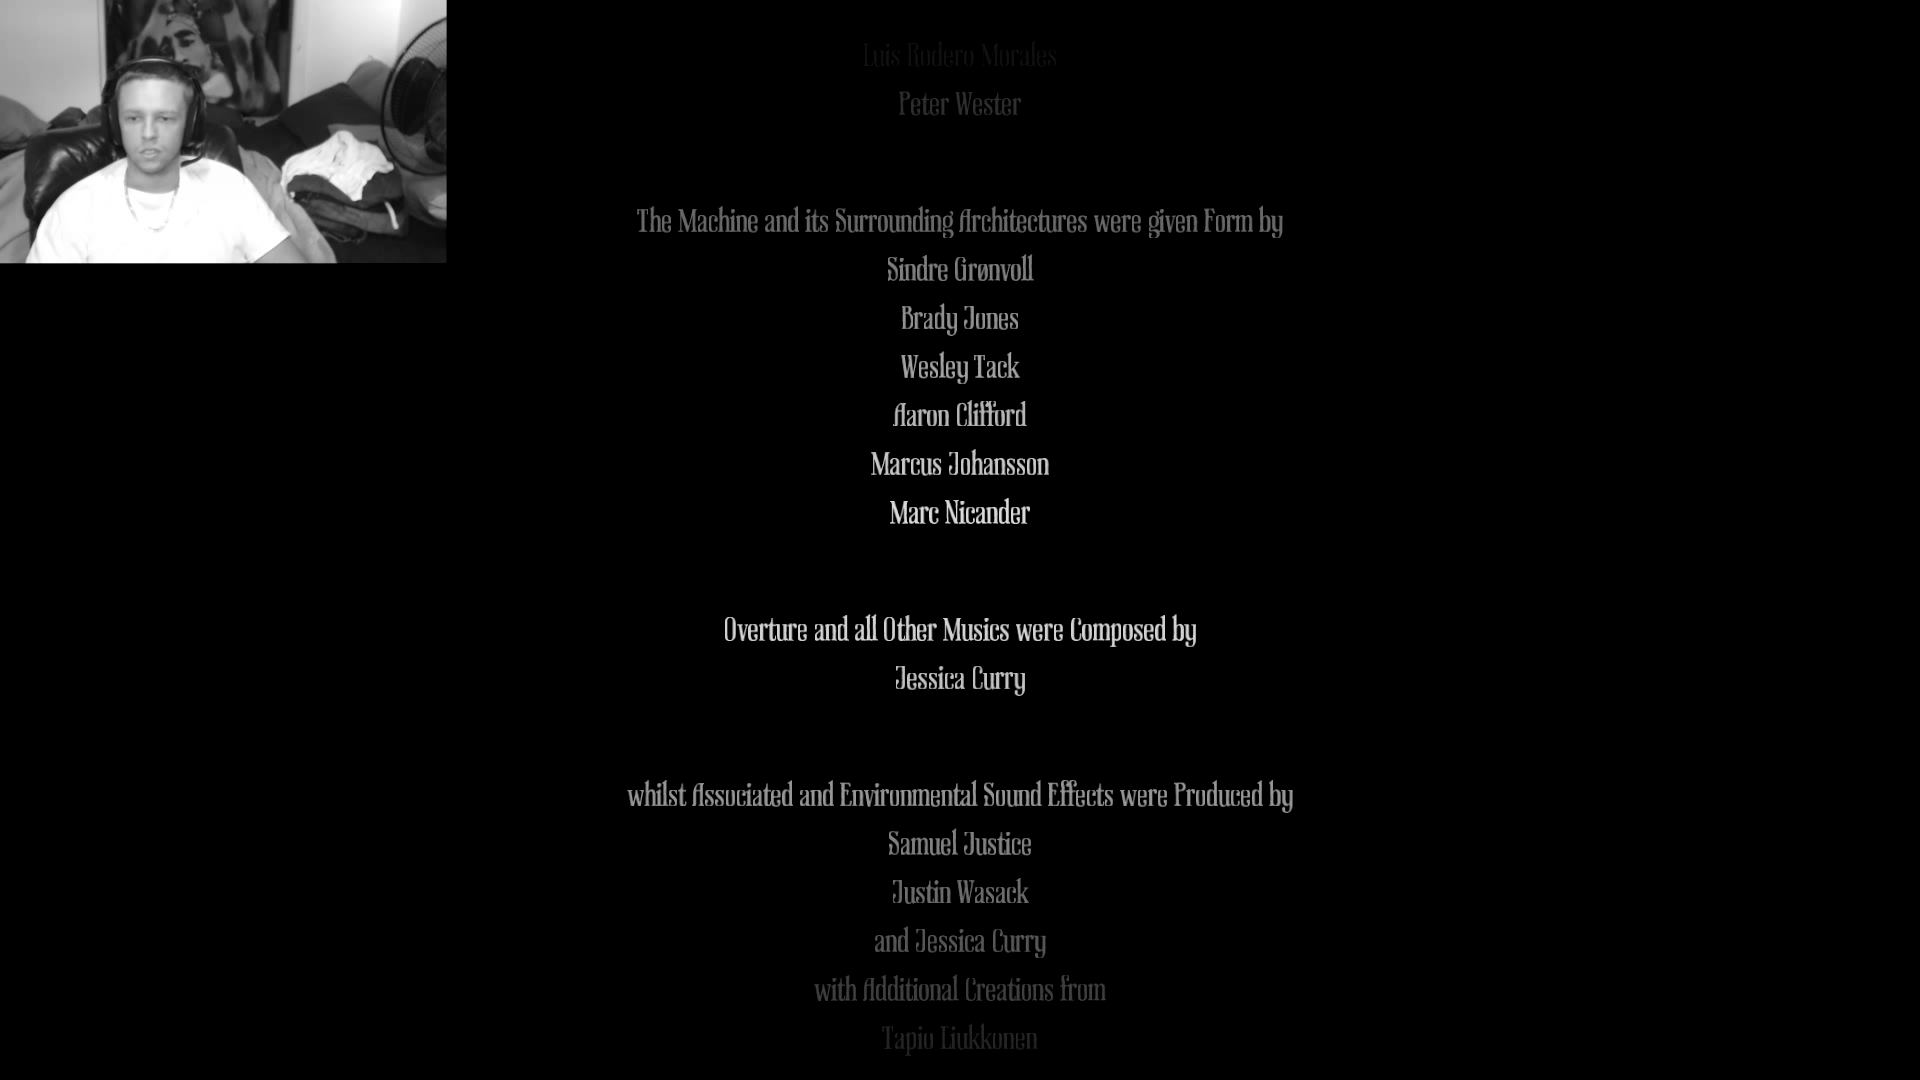 Luis Rodero Morales
Peter Wester
The Machine and its Surrounding Architectures were given Form by
Sindre Grønvoll
Brady Jones
Wesley Tack
Aaron Clifford
Marcus Johansson
Marc Nicander
Overture and all Other Musics were Composed by
Jessica Curry
whilst Associated and Environmental Sound Effects were Produced by
Samuel Justice
Justin Wasack
and Jessica Curry
with Additional Creations from
Tapio Liukkonen